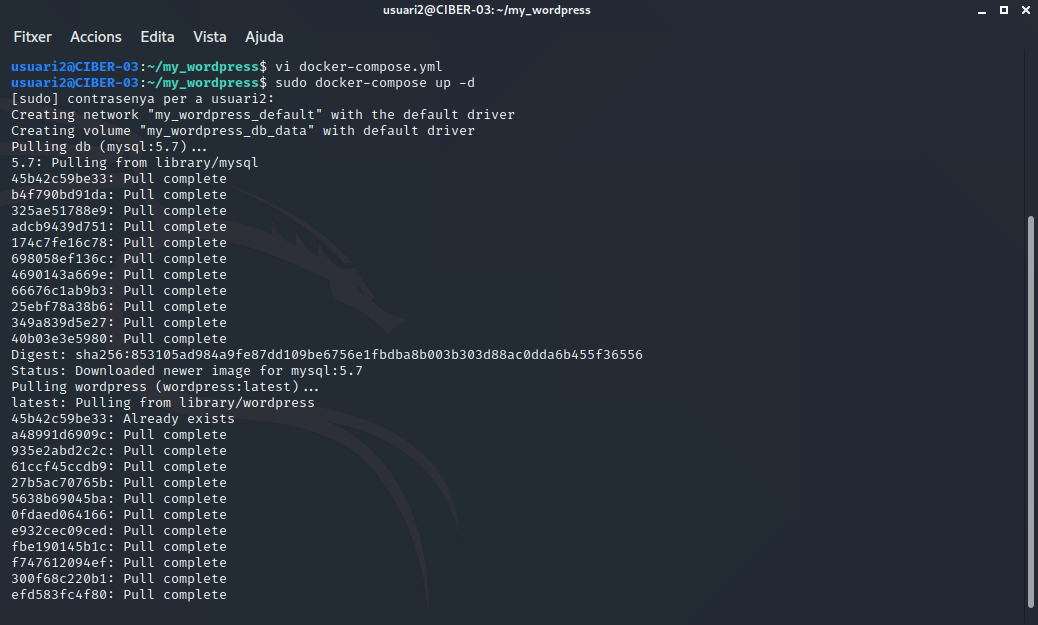 usuari2@CIBER-03: ~/my_wordpress
Fitxer Accions Edita Vista Ajuda
usuari2@CIBER-03:~/my_wordpress$ vi docker-compose.yml
usuari2@CIBER-03:~/my_wordpress$ sudo docker-compose up -d
[sudo] contrasenya per a usuari2:
Creating network "my_wordpress_default" with the default driver
Creating volume "my_wordpress_db_data" with default driver
Pulling db (mysql:5.7)...
5.7: Pulling from library/mysql
45b42c59be33: Pull complete
b4f790bd91da: Pull complete
325ae51788e9: Pull complete
adcb9439d751: Pull complete
174c7fe16c78: Pull complete
698058ef136c: Pull complete
4690143a669e: Pull complete
66676c1ab9b3: Pull complete
25ebf78a38b6: Pull complete
349a839d5e27: Pull complete
40b03e3e5980: Pull complete
Digest: sha256:853105ad984a9fe87dd109be6756e1fbdba8b003b303d88ac0dda6b455f36556
Status: Downloaded newer image for mysql:5.7
Pulling wordpress (wordpress:latest)...
latest: Pulling from library/wordpress
45b42c59be33: Already exists
a48991d6909c: Pull complete
935e2abd2c2c: Pull complete
61ccf45ccdb9: Pull complete
27b5ac70765b: Pull complete
5638b69045ba: Pull complete
0fdaed064166: Pull complete
e932cec09ced: Pull complete
fbe190145b1c: Pull complete
f747612094ef: Pull complete
300f68c220b1: Pull complete
efd583fc4f80: Pull complete